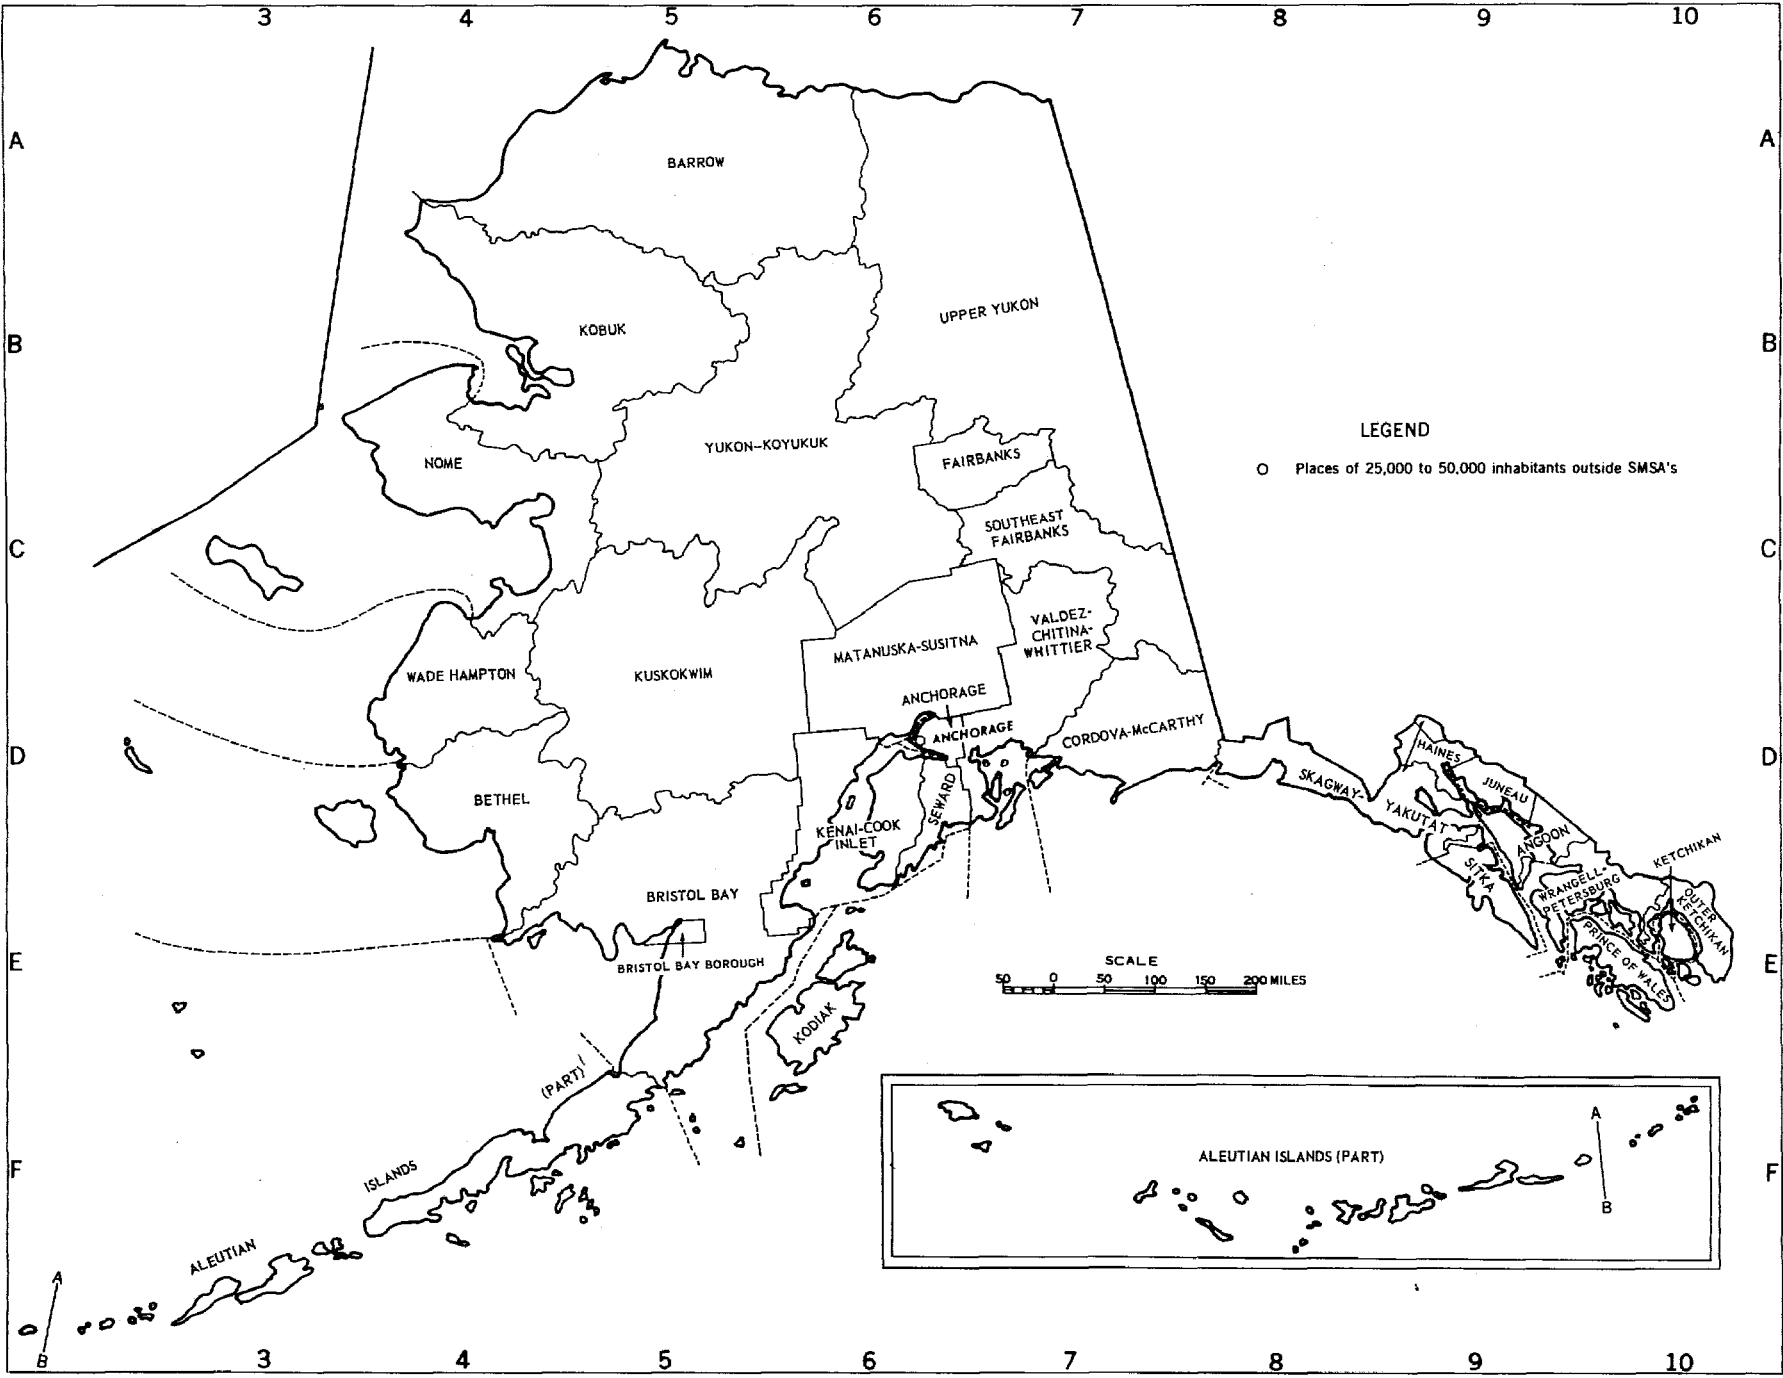 3 4 5 6 7 8 9 10
A
A
BARROW
UPPER YUKON
B
B
KOBUK
LEGEND
Places of 25,000 to 50,000 inhabitants outside SMSA's
YUKON-KOYUKUK
FAIRBANKS
NOME
SOUTHEAST
FAIRBANKS
C
C
VALDEZ-
CHITINA-
WHITTIER
MATANUSKA-SUSITNA
WADE HAMPTON
KUSKOKWIM
ANCHORAGE
ANCHORAGE
CORDOVA-McCARTHY
D
D
HAINES
SKAGWAY-
YAKUTAT
JUNEAU
BETHEL
SEWARD
KENAI-COOK
INLET
ANGOON
KETCHIKAN
SITKA
BRISTOL BAY
WRANGELL-
PETERSBURG
OUTER
KETCHIKAN
PRINCE OF WALES
E
E
BRISTOL BAY BOROUGH
SCALE
50 0 50 100 150 200 MILES
KODIAK
(PART)
ISLANDS
ALEUTIAN
F
F
ALEUTIAN ISLANDS (PART)
A
B
A
B
3 4 5 6 7 8 9 10